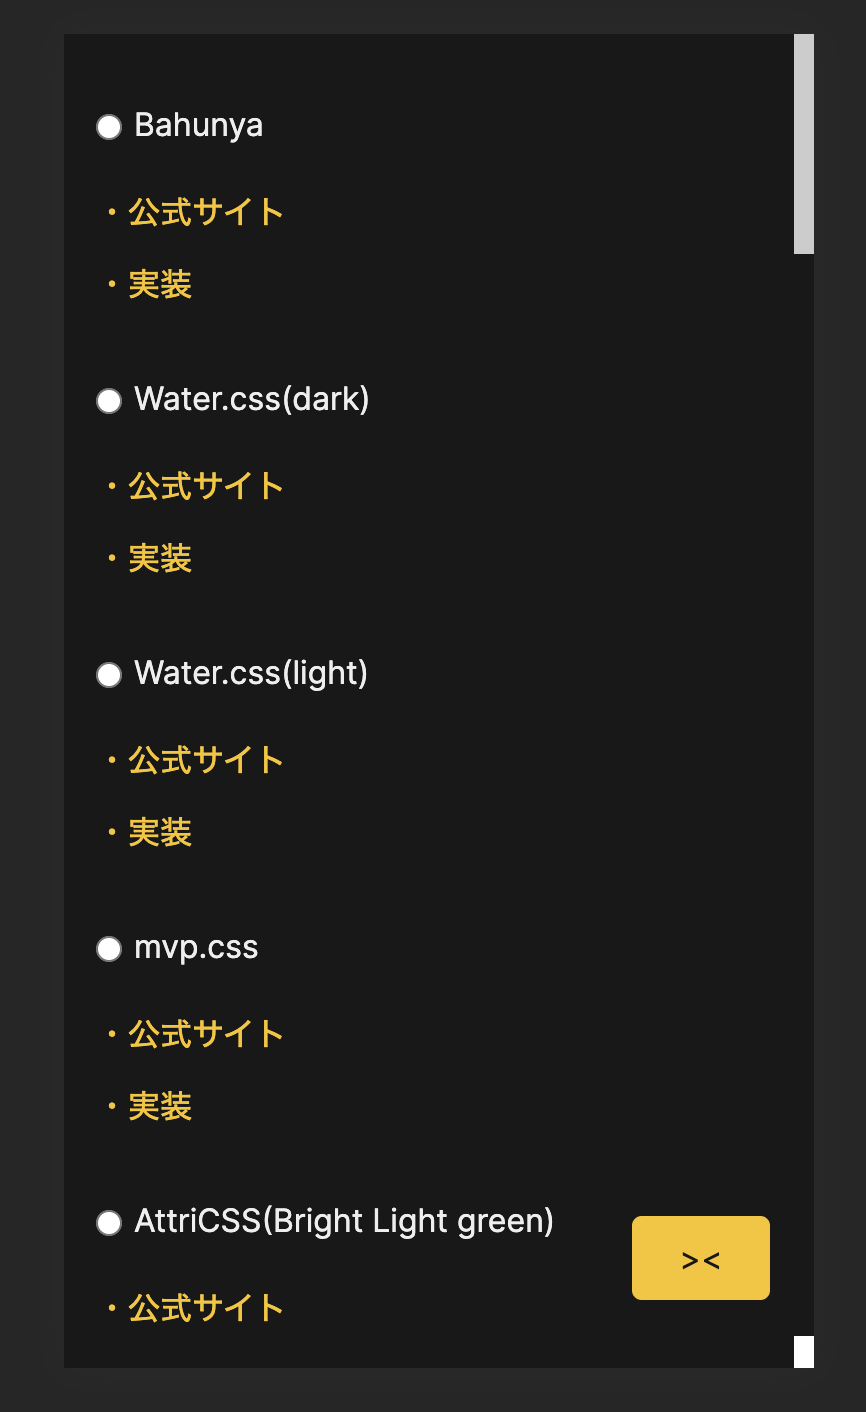 Bahunya
・公式サイト
・実装
Water.css(dark)
・公式サイト
・実装
Water.css(light)
・公式サイト
・実装
mvp.css
・公式サイト
・実装
AttriCSS(Bright Light green)
><
・公式サイト